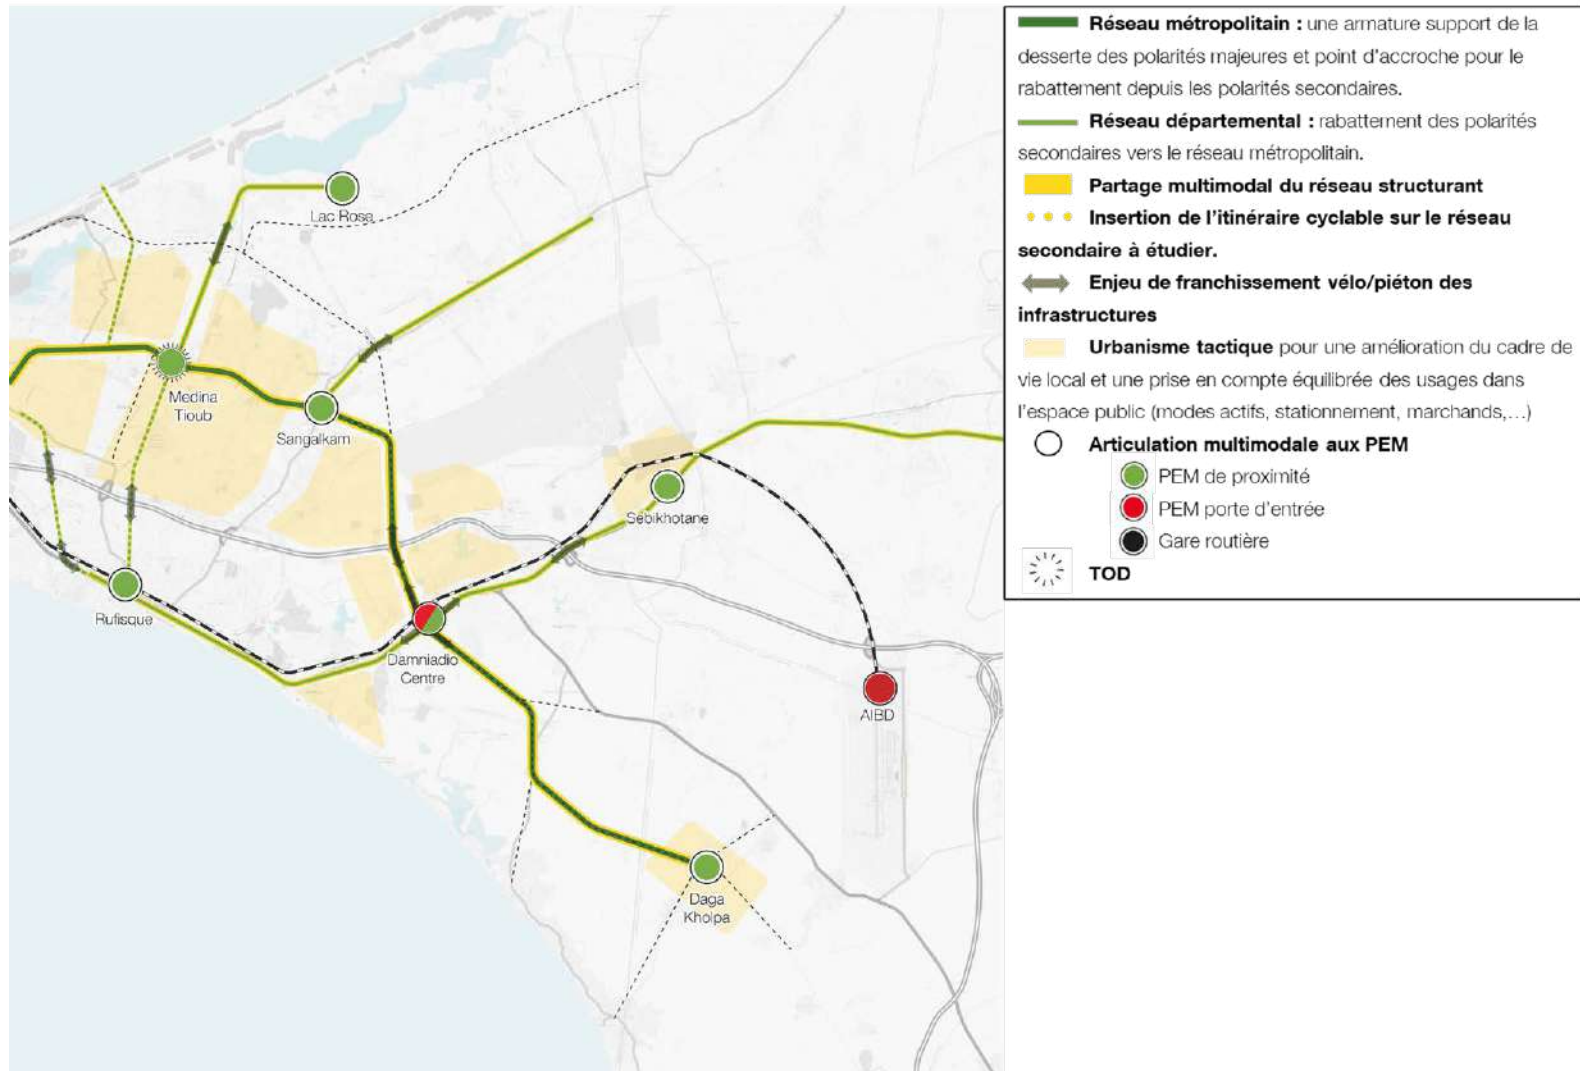 Lac Rose
Medina
Tioub
Sangalkam
Sébikhotane
Rufisque
Damniadio
Centre
AIBD
Daga
Kholpa
Réseau métropolitain : une armature support de la
desserte des polarités majeures et point d'accroche pour le
rabattement depuis les polarités secondaires.
Réseau départemental : rabattement des polarités
secondaires vers le réseau métropolitain.
Partage multimodal du réseau structurant
Insertion de l'itinéraire cyclable sur le réseau
secondaire à étudier.
Enjeu de franchissement vélo/piéton des
infrastructures
Urbanisme tactique pour une amélioration du cadre de
vie local et une prise en compte équilibrée des usages dans
l'espace public (modes actifs, stationnement, marchands,...)
Articulation multimodale aux PEM
PEM de proximité
PEM porte d'entrée
Gare routière
TOD